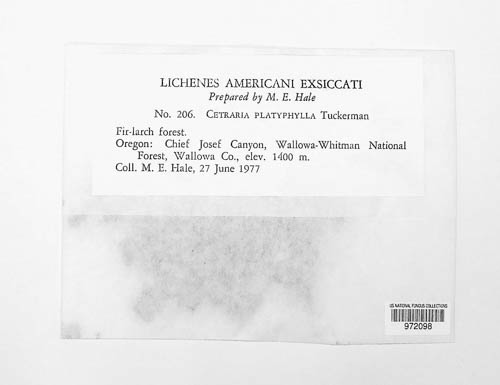 LICHENES AMERICANI EXSICCATI
Prepared by M. E. Hale
No. 206. CETRARIA PLATYPHYLLA Tuckerman
Fir-larch forest.
Oregon: Chief Josef Canyon, Wallowa-Whitman National
Forest, Wallowa Co., elev. 1400 m.
Coll. M. E. Hale, 27 June 1977
US NATIONAL FUNGUS COLLECTIONS
972098